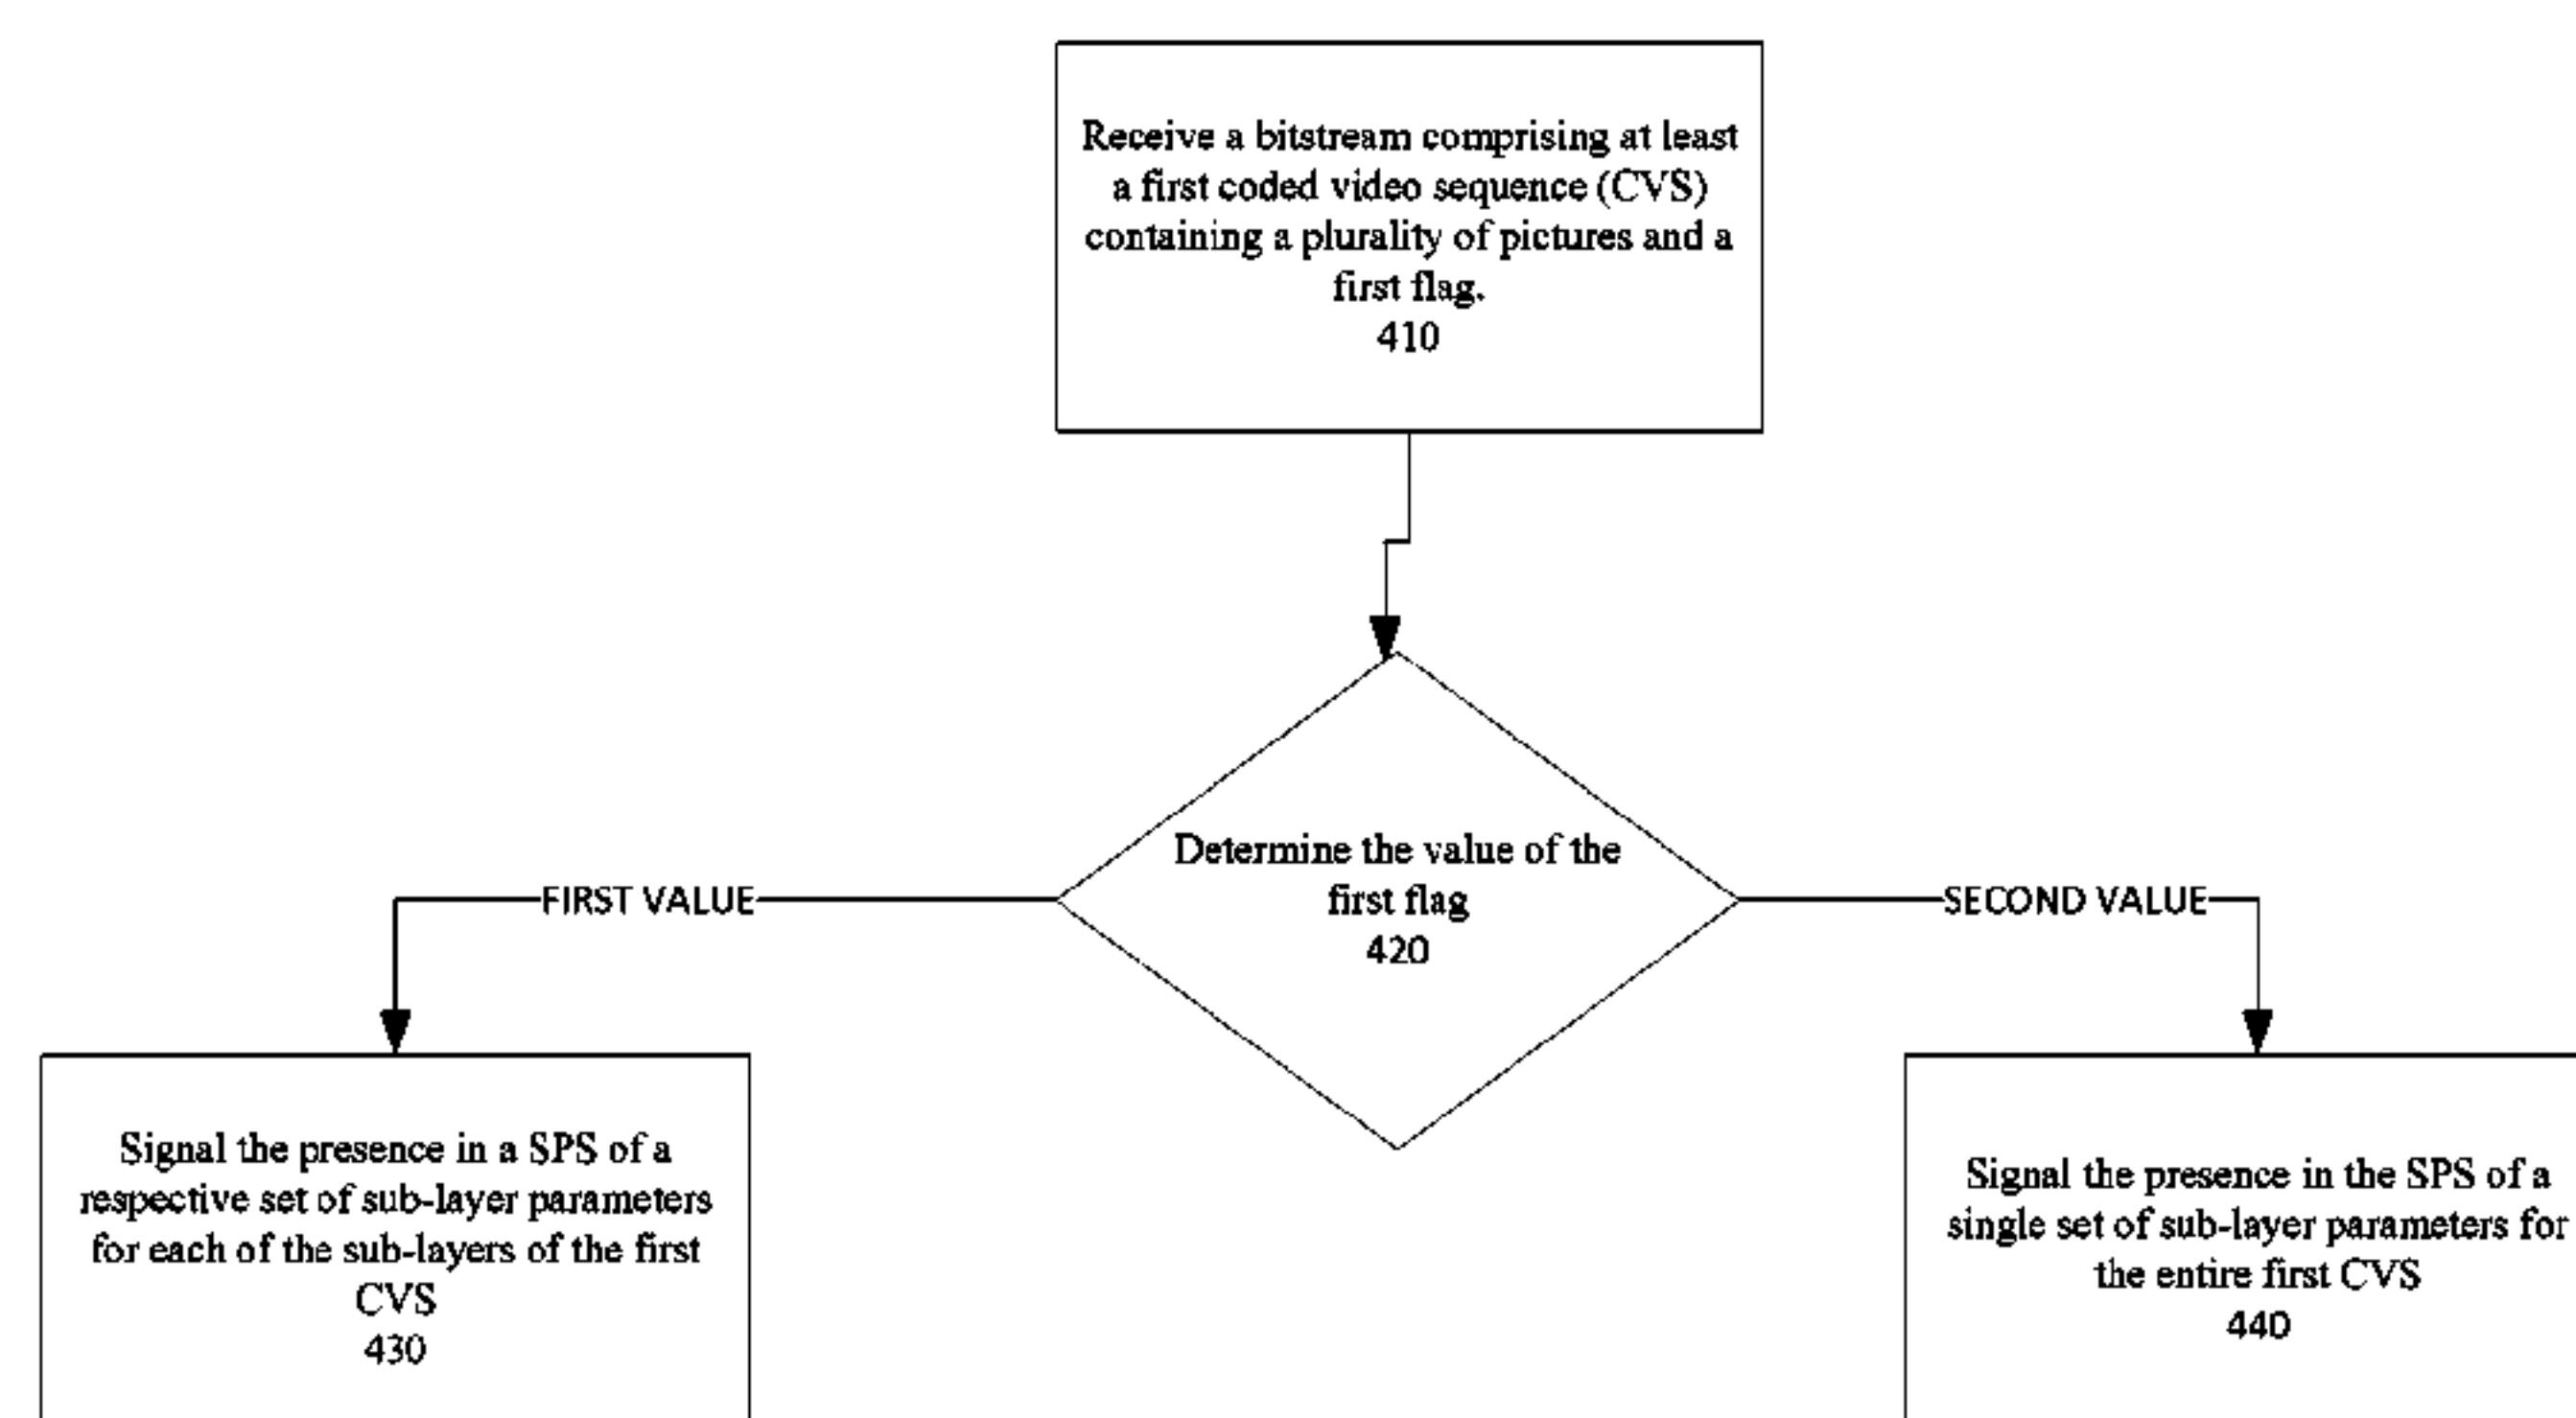 Receive a bitstream comprising at least
a first coded video sequence (CVS)
containing a plurality of pictures and a
first flag.
410
Determine the value of the
first flag
420
FIRST VALUE
SECOND VALUE
Signal the presence in a SPS of a
respective set of sub-layer parameters
for each of the sub-layers of the first
CVS
430
Signal the presence in the SPS of a
single set of sub-layer parameters for
the entire first CVS
440